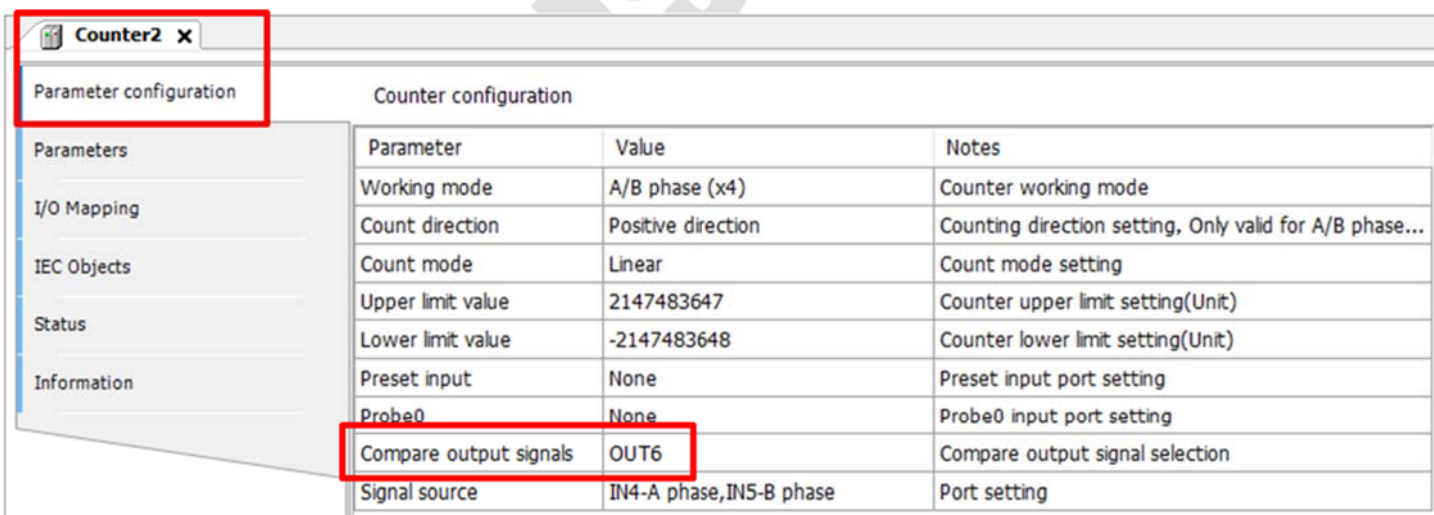 Counter2 x
Parameter configuration
Parameters
I/O Mapping
IEC Objects
Status
Information
Counter configuration
Parameter Value Notes
Working mode A/B phase (x4) Counter working mode
Count direction Positive direction Counting direction setting, Only valid for A/B phase...
Count mode Linear Count mode setting
Upper limit value 2147483647 Counter upper limit setting(Unit)
Lower limit value -2147483648 Counter lower limit setting(Unit)
Preset input None Preset input port setting
Probe0 None Probe0 input port setting
Compare output signals OUT6 Compare output signal selection
Signal source IN4-A phase,IN5-B phase Port setting